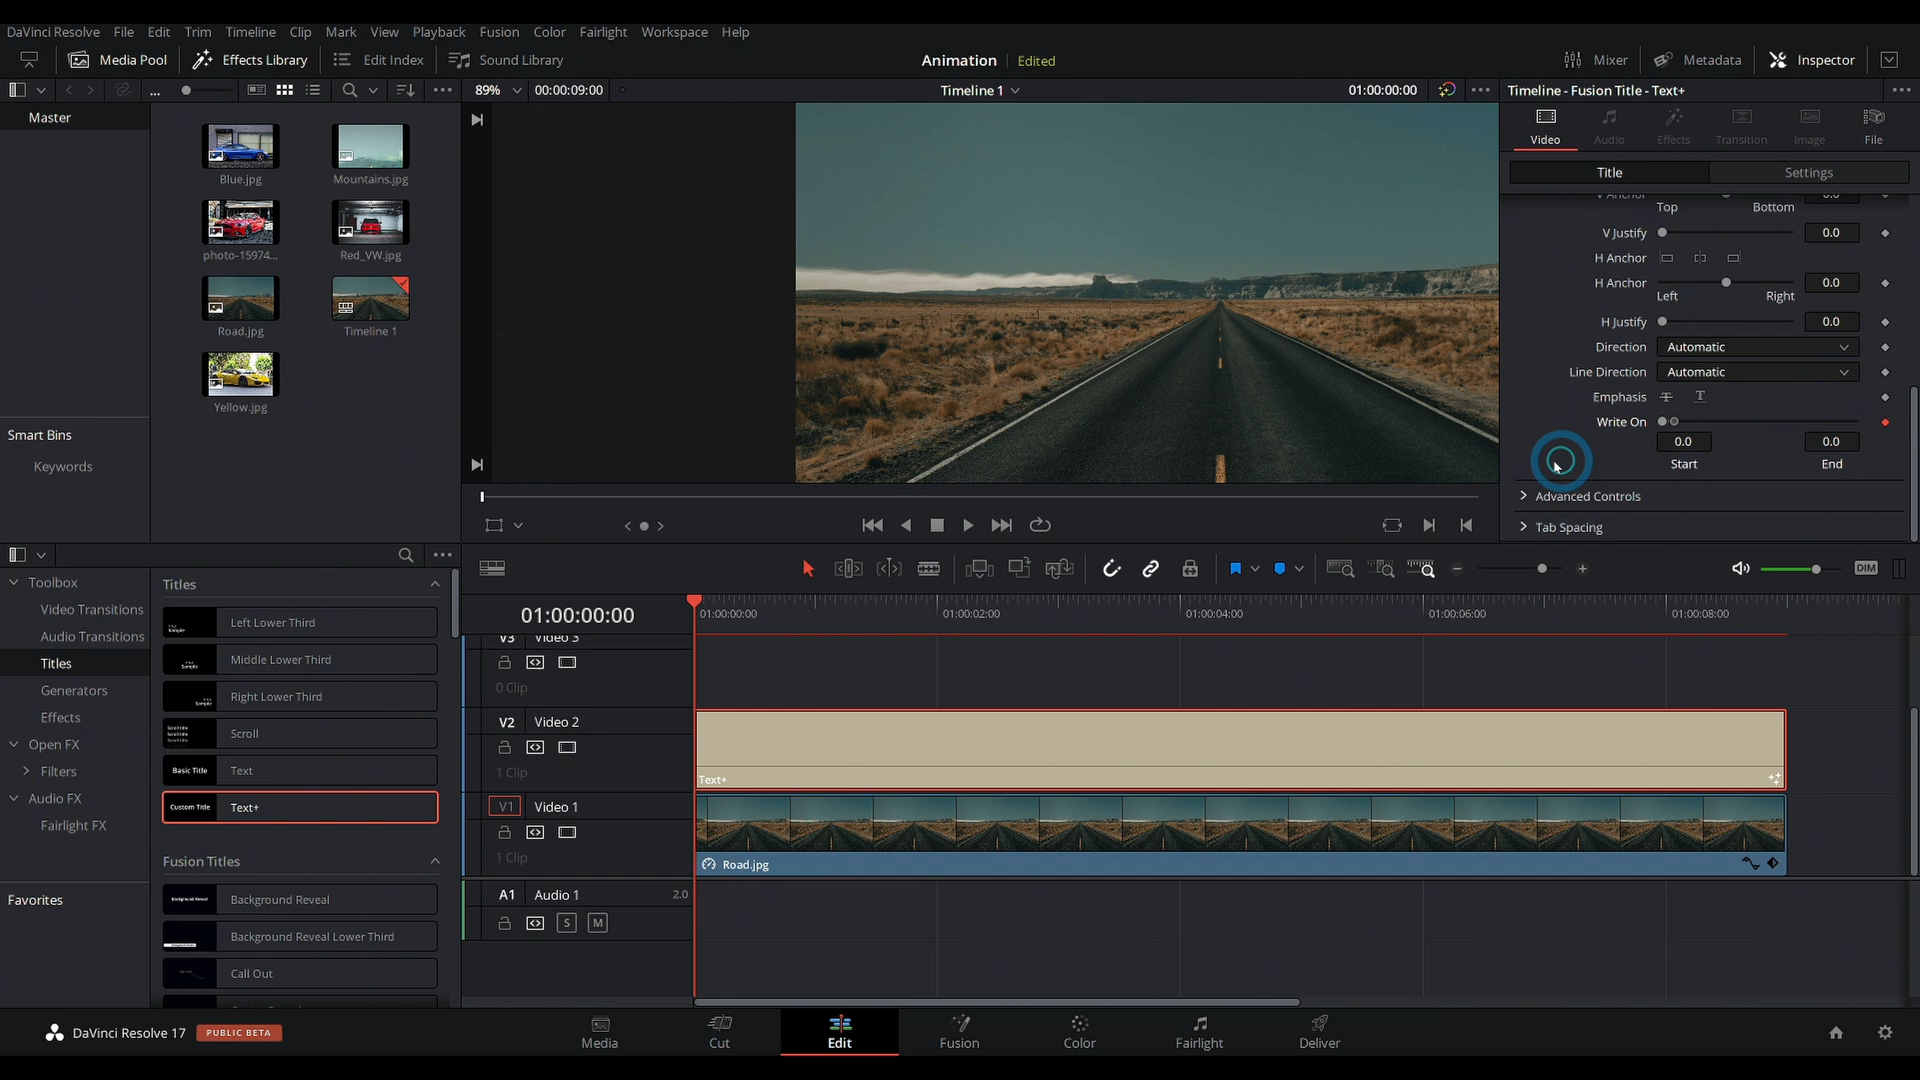 DaVinci Resolve File Edit Trim Timeline Clip Mark View Playback Fusion Color Fairlight Workspace Help
Media Pool Effects Library Edit Index Sound Library Animation Edited Mixer Metadata Inspector
... 89% 00:00:09:00 Timeline 1 01:00:00:00 Timeline - Fusion Title - Text+
Master
Blue.jpg Mountains.jpg
photo-15974... Red_VW.jpg
Road.jpg Timeline 1
Yellow.jpg
Smart Bins
Keywords
Video Audio Effects Transition Image File
Title Settings
V Anchor 0.0
Top Bottom
V Justify 0.0
H Anchor
H Anchor 0.0
Left Right
H Justify 0.0
Direction Automatic
Line Direction Automatic
Emphasis T T
Write On
0.0 0.0
Start End
Advanced Controls
Tab Spacing
Toolbox
Video Transitions
Audio Transitions
Titles
Generators
Effects
Open FX
Filters
Audio FX
Fairlight FX
Favorites
Titles
Left Lower Third
Middle Lower Third
Right Lower Third
Scroll
Basic Title Text
Custom Title Text+
Fusion Titles
Background Reveal Background Reveal
Background Reveal Lower Third
Call Out
DIM
01:00:00:00 01:00:00:00 01:00:02:00 01:00:04:00 01:00:06:00 01:00:08:00
V3 Video 3
0 Clip
V2 Video 2
1 Clip
Text+
V1 Video 1
1 Clip
Road.jpg
A1 Audio 1 2.0
S M
DaVinci Resolve 17 PUBLIC BETA
Media Cut Edit Fusion Color Fairlight Deliver